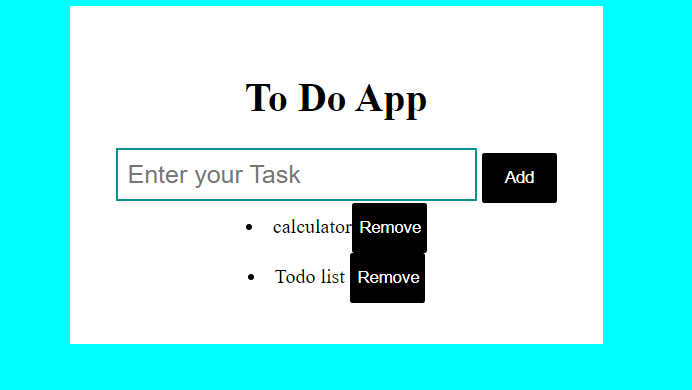 To Do App
Enter your Task Add
calculator Remove
Todo list Remove